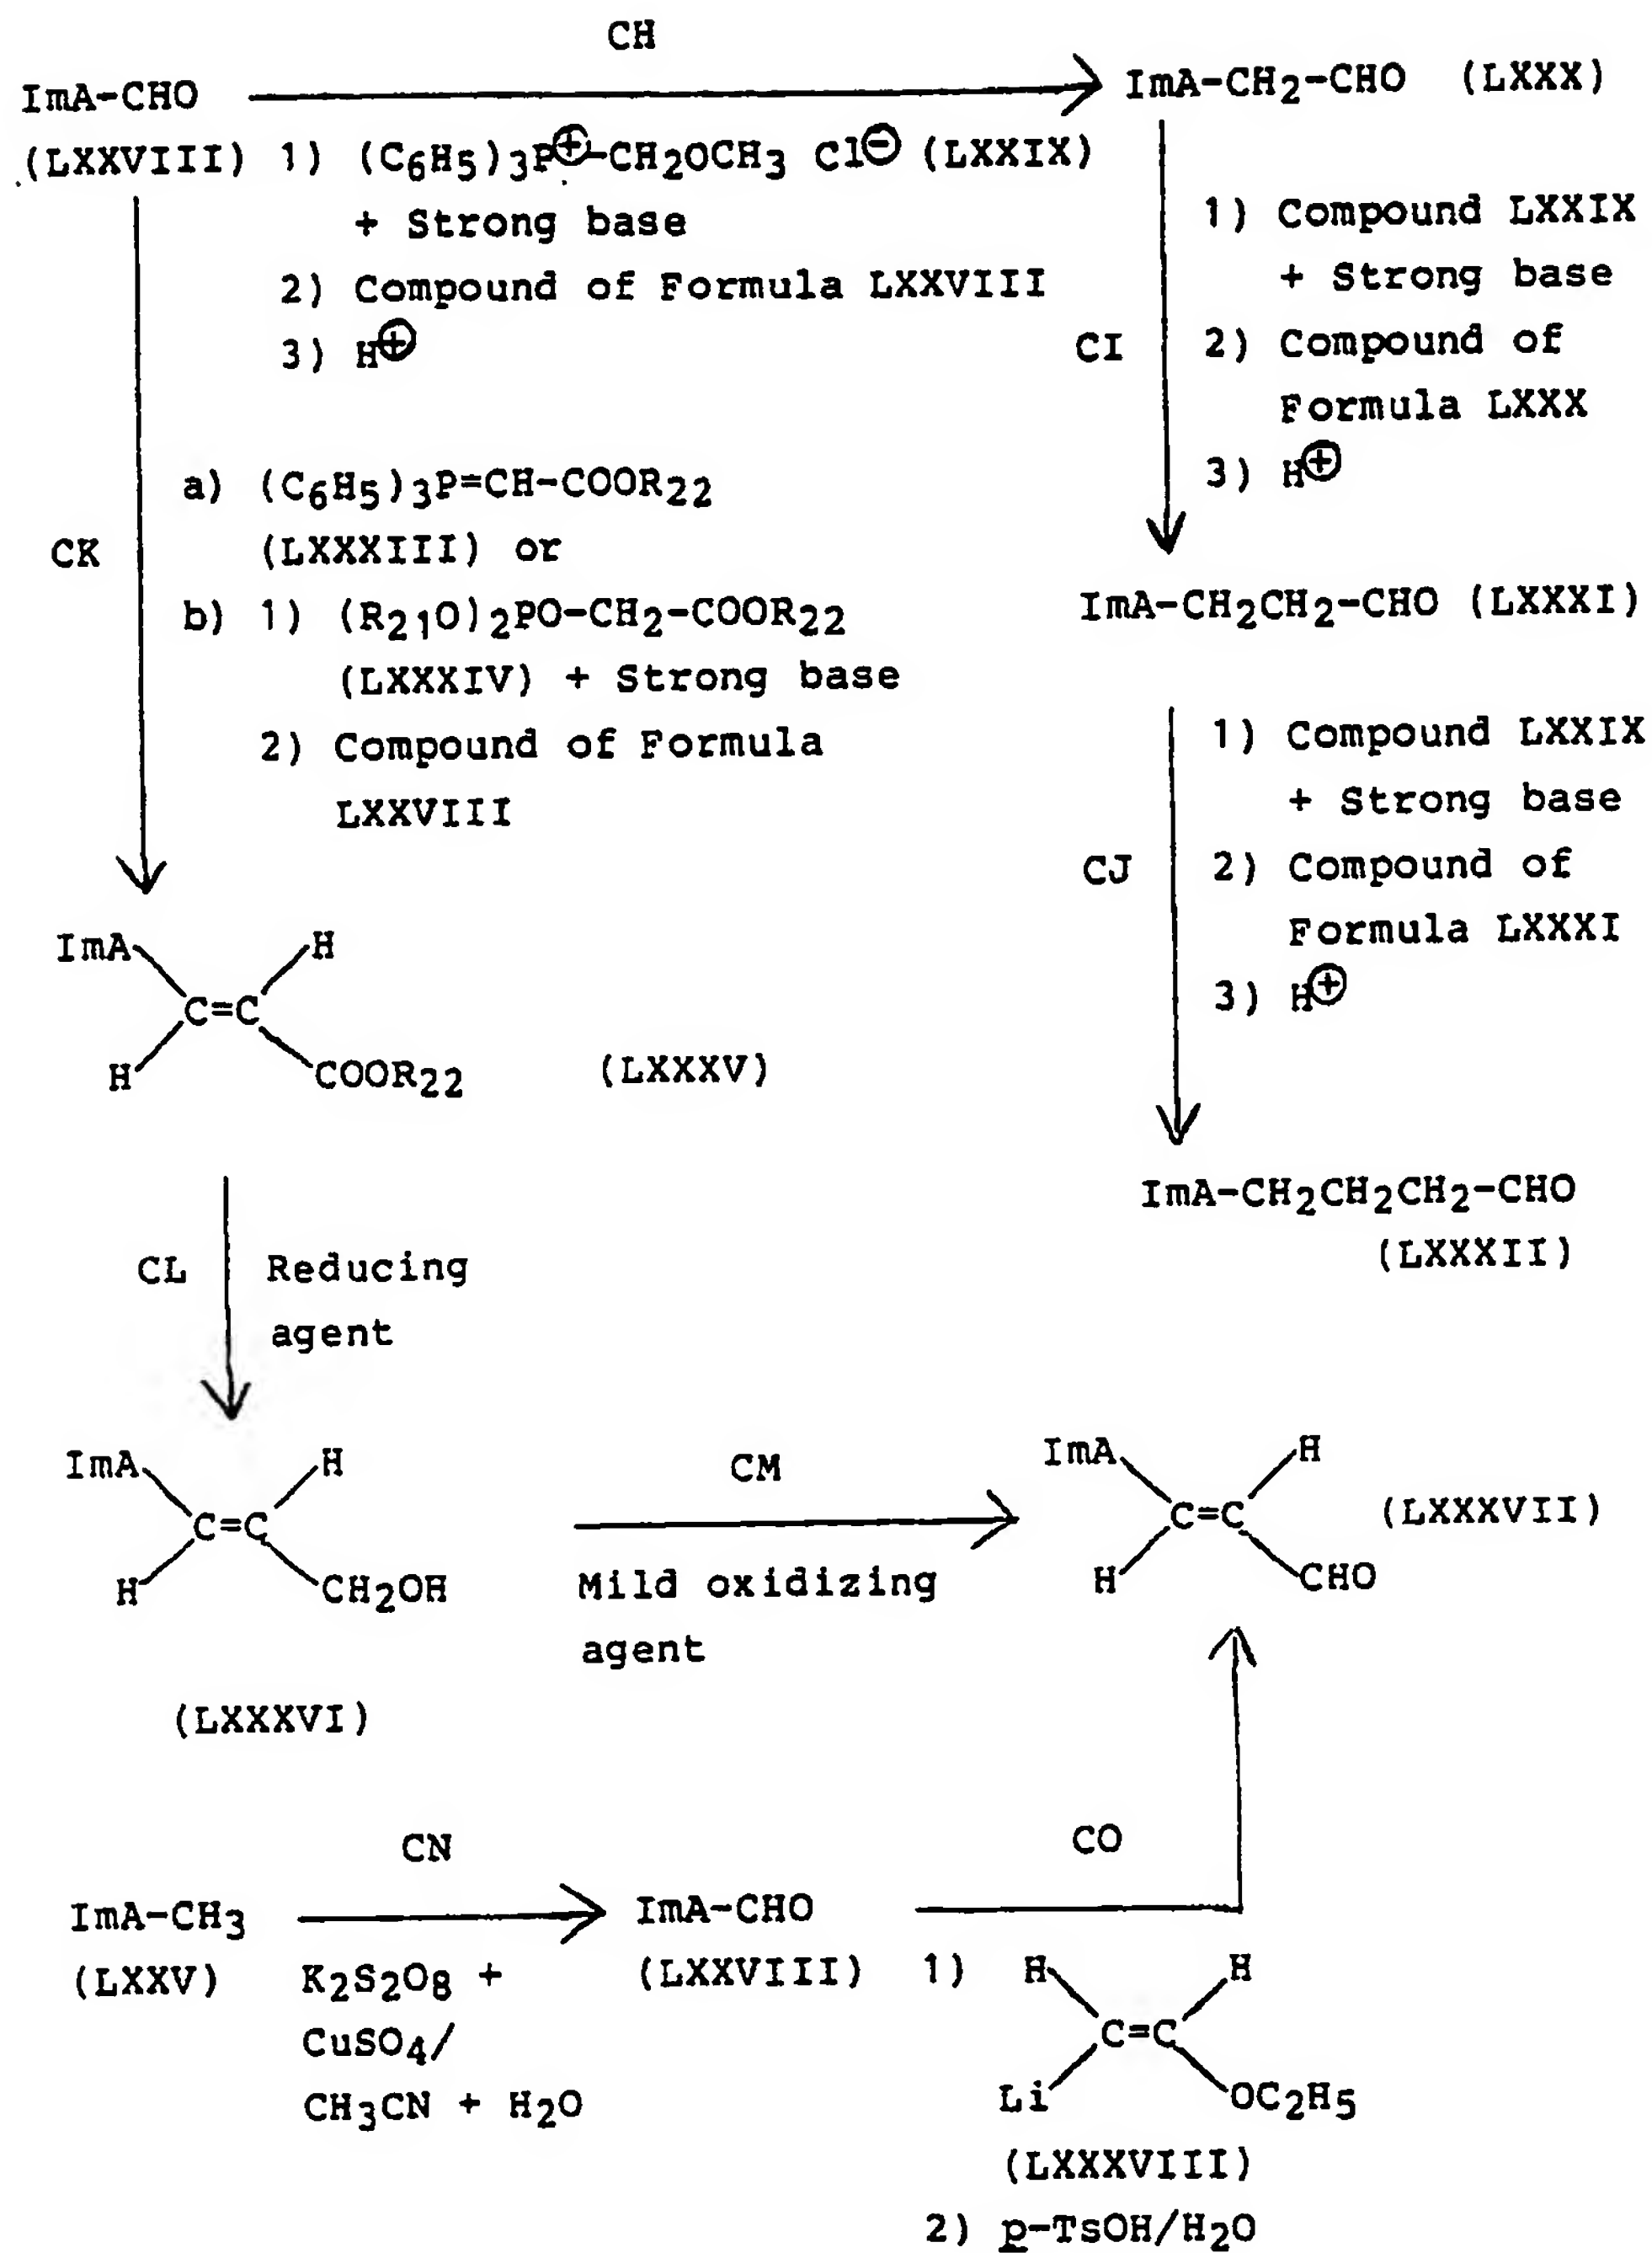 CH
ImA-CHO
ImA-CH2-CHO (LXXX)
(LXXVIII) 1) (C6H5)3P⊕-CH2OCH3 Cl⊖ (LXXIX)
+ Strong base
2) Compound of Formula LXXVIII
3) H⊕
1) Compound LXXIX
+ Strong base
CI 2) Compound of
Formula LXXX
3) H⊕
a) (C6H5)3P=CH-COOR22
CK (LXXXIII) or
b) 1) (R21O)2PO-CH2-COOR22
(LXXXIV) + Strong base
2) Compound of Formula
LXXVIII
ImA-CH2CH2-CHO (LXXXI)
1) Compound LXXIX
+ Strong base
CJ 2) Compound of
Formula LXXXI
3) H⊕
ImA H
C=C
H COOR22 (LXXXV)
ImA-CH2CH2CH2-CHO
(LXXXII)
CL Reducing
agent
ImA H
C=C
H CH2OH
(LXXXVI)
CM
Mild oxidizing
agent
ImA H
C=C (LXXXVII)
H CHO
CN
CO
ImA-CH3
(LXXV)
K2S2O8 +
CuSO4/
CH3CN + H2O
ImA-CHO
(LXXVIII)
1) H H
C=C
Li OC2H5
(LXXXVIII)
2) p-TsOH/H2O